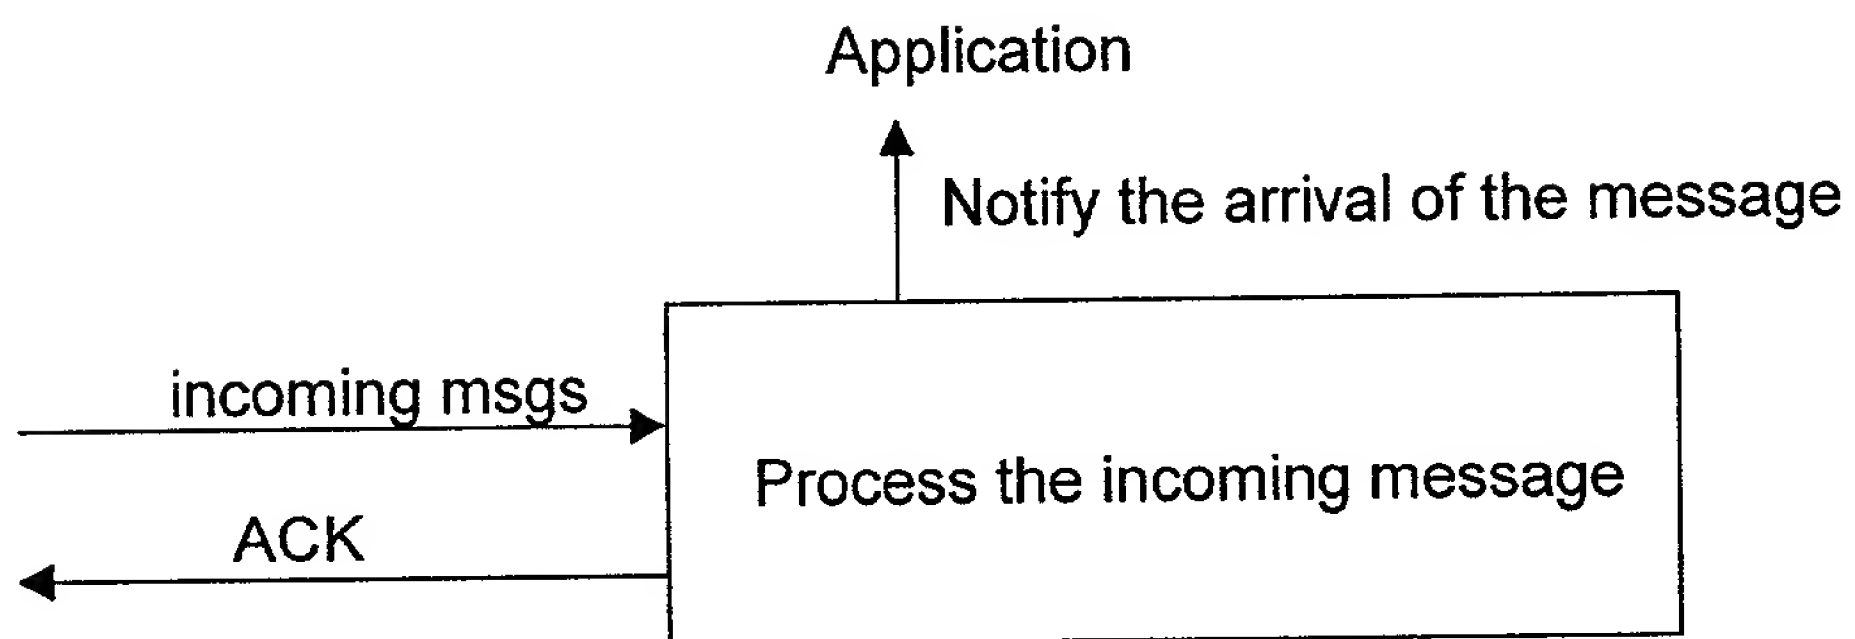 Application
Notify the arrival of the message
incoming msgs
Process the incoming message
ACK